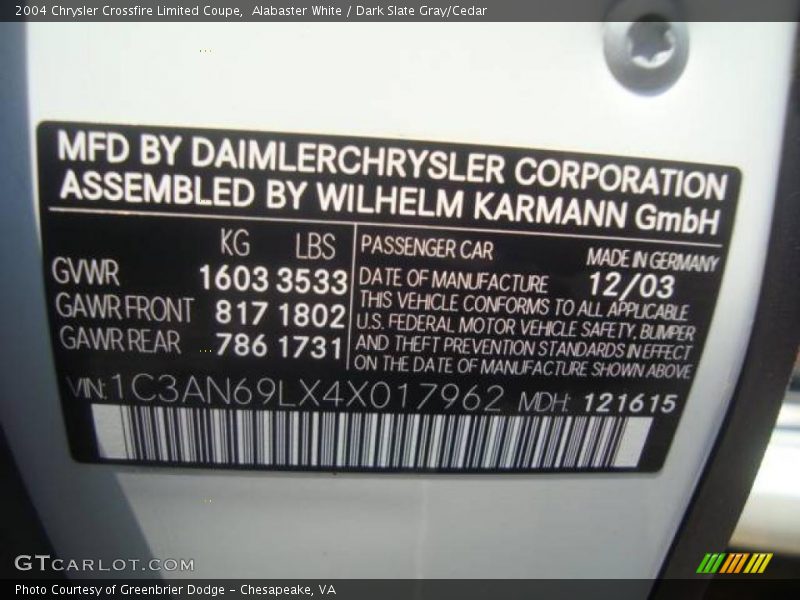 2004 Chrysler Crossfire Limited Coupe,  Alabaster White / Dark Slate Gray/Cedar
MFD BY DAIMLERCHRYSLER CORPORATION
ASSEMBLED BY WILHELM KARMANN GmbH
KG LBS
GVWR 1603 3533
GAWR FRONT 817 1802
GAWR REAR 786 1731
PASSENGER CAR MADE IN GERMANY
DATE OF MANUFACTURE 12/03
THIS VEHICLE CONFORMS TO ALL APPLICABLE
U.S. FEDERAL MOTOR VEHICLE SAFETY, BUMPER
AND THEFT PREVENTION STANDARDS IN EFFECT
ON THE DATE OF MANUFACTURE SHOWN ABOVE
VIN: 1C3AN69LX4X017962 MDH: 121615
GTCARLOT.COM
Photo Courtesy of Greenbrier Dodge - Chesapeake, VA